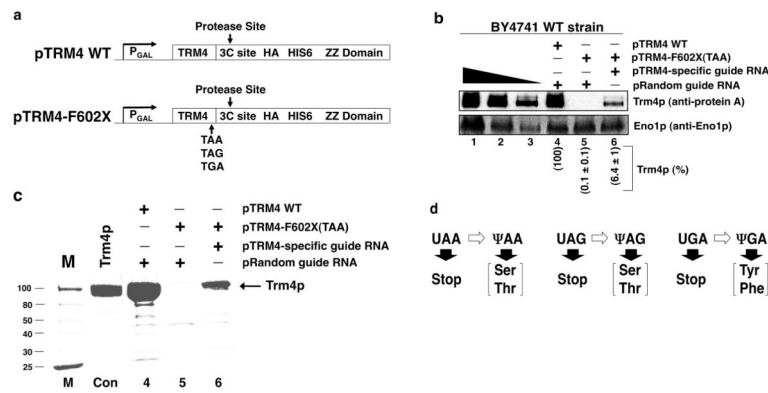 a
Protease Site
pTRM4 WT PGAL TRM4 3C site HA HIS6 ZZ Domain
Protease Site
pTRM4-F602X PGAL TRM4 3C site HA HIS6 ZZ Domain
TAA
TAG
TGA
b
BY4741 WT strain
+ – – pTRM4 WT
– + + pTRM4-F602X(TAA)
– – + pTRM4-specific guide RNA
+ + – pRandom guide RNA
Trm4p (anti-protein A)
Eno1p (anti-Eno1p)
1 2 3 4 5 6
(100) (0.1 ± 0.1) (6.4 ± 1) Trm4p (%)
c
+ – – pTRM4 WT
– + + pTRM4-F602X(TAA)
– – + pTRM4-specific guide RNA
M Trm4p + + – pRandom guide RNA
100 Trm4p
80
60
50
40
30
25
M Con 4 5 6
d
UAA ΨAA UAG ΨAG UGA ΨGA
Stop [Ser Stop [Ser Stop [Tyr
Thr] Thr] Phe]